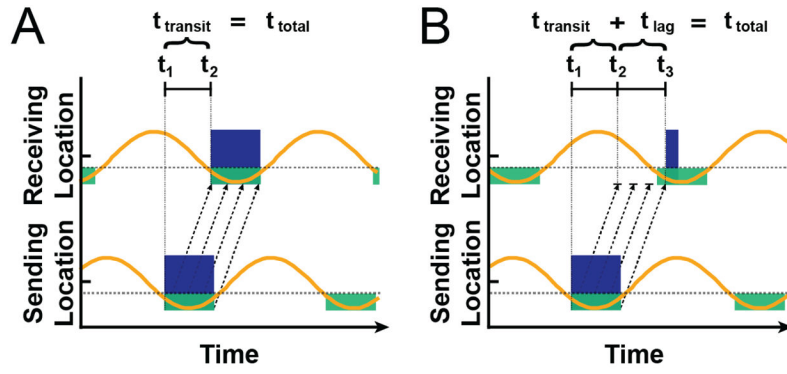 A
t transit = t total
t1 t2
Receiving
Location
Sending
Location
Time
B
t transit + t lag = t total
t1 t2 t3
Receiving
Location
Sending
Location
Time